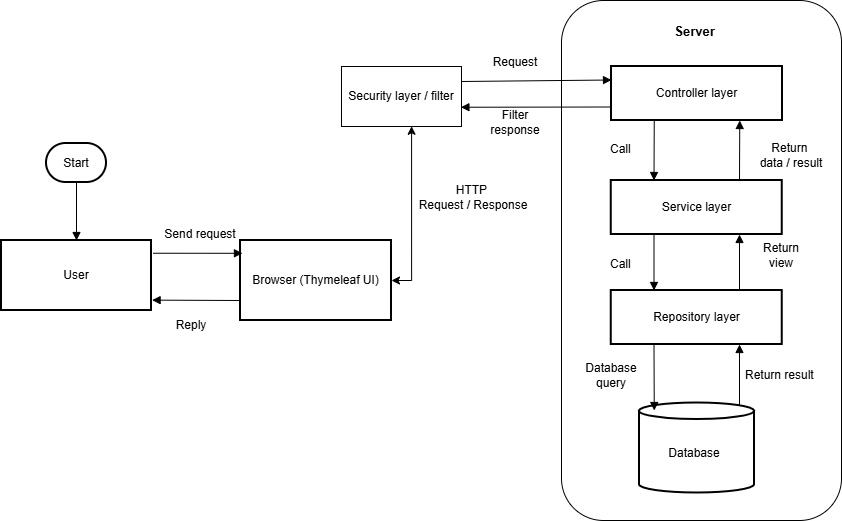 Server
Request
Security layer / filter
Controller layer
Filter
response
Call
Return
data / result
Start
HTTP
Request / Response
Service layer
Send request
User
Browser (Thymeleaf UI)
Reply
Call
Return
view
Repository layer
Database
query
Return result
Database